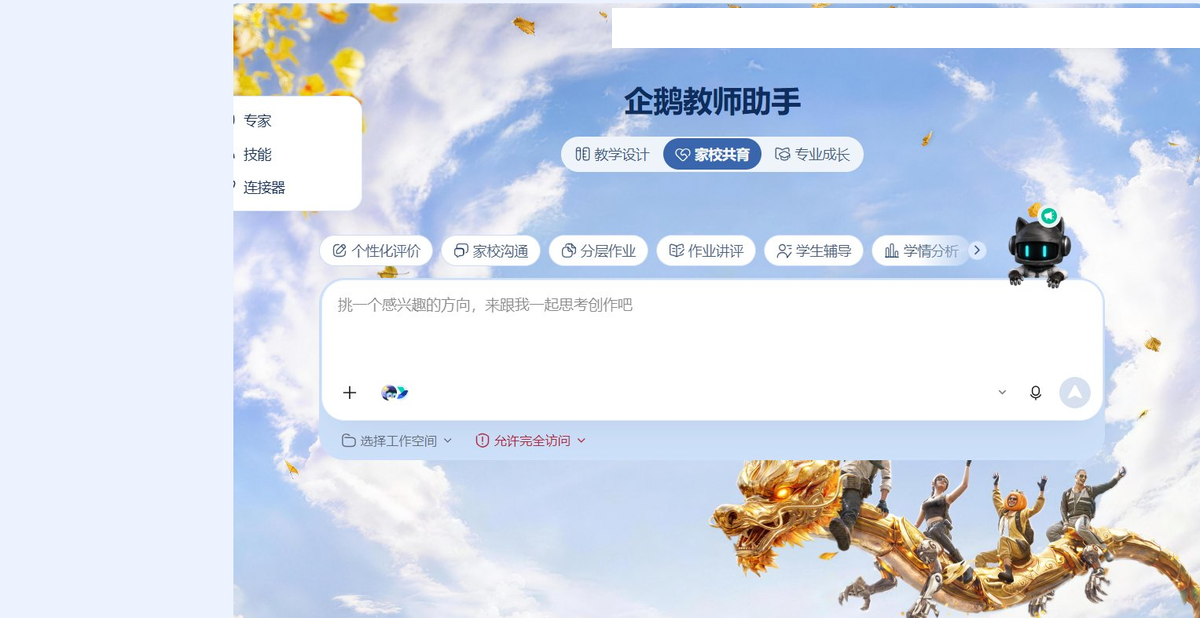 企鹅教师助手
专家
技能
连接器
教学设计 家校共育 专业成长
个性化评价 家校沟通 分层作业 作业讲评 学生辅导 学情分析
挑一个感兴趣的方向，来跟我一起思考创作吧
选择工作空间 允许完全访问